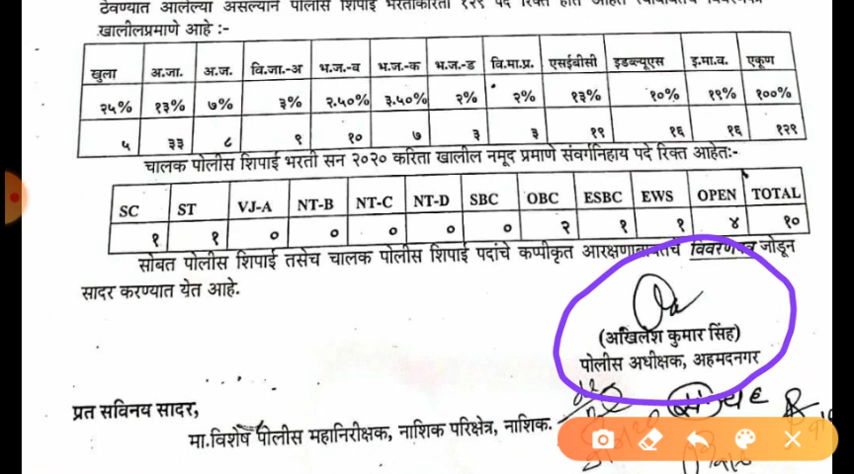 ठेवण्यात आलेल्या असल्याने पोलीस शिपाई भरतीकरिता १२९ पदे रिक्त
खालीलप्रमाणे आहे :-
खुला अ.जा. अ.ज. वि.जा.-अ भ.ज.-ब भ.ज.-क भ.ज.-ड वि.मा.प्र. एसईबीसी इडब्ल्यूएस इ.मा.व. एकूण
२५% १३% ७% ३% २.५०% ३.५०% २% २% १३% १०% १९% १००%
५ ३३ ८ ९ १० ७ ३ ३ १९ १६ १६ १२९
चालक पोलीस शिपाई भरती सन २०२० करिता खालील नमूद प्रमाणे संवर्गनिहाय पदे रिक्त आहेतः-
SC ST VJ-A NT-B NT-C NT-D SBC OBC ESBC EWS OPEN TOTAL
१ १ ० ० ० ० ० २ १ १ ४ १०
सोबत पोलीस शिपाई तसेच चालक पोलीस शिपाई पदांचे कप्पीकृत आरक्षणाबाबतचे विवरणपत्र जोडून
सादर करण्यात येत आहे.
(अखिलेश कुमार सिंह)
पोलीस अधीक्षक, अहमदनगर
प्रत सविनय सादर,
मा.विशेष पोलीस महानिरीक्षक, नाशिक परिक्षेत्र, नाशिक.